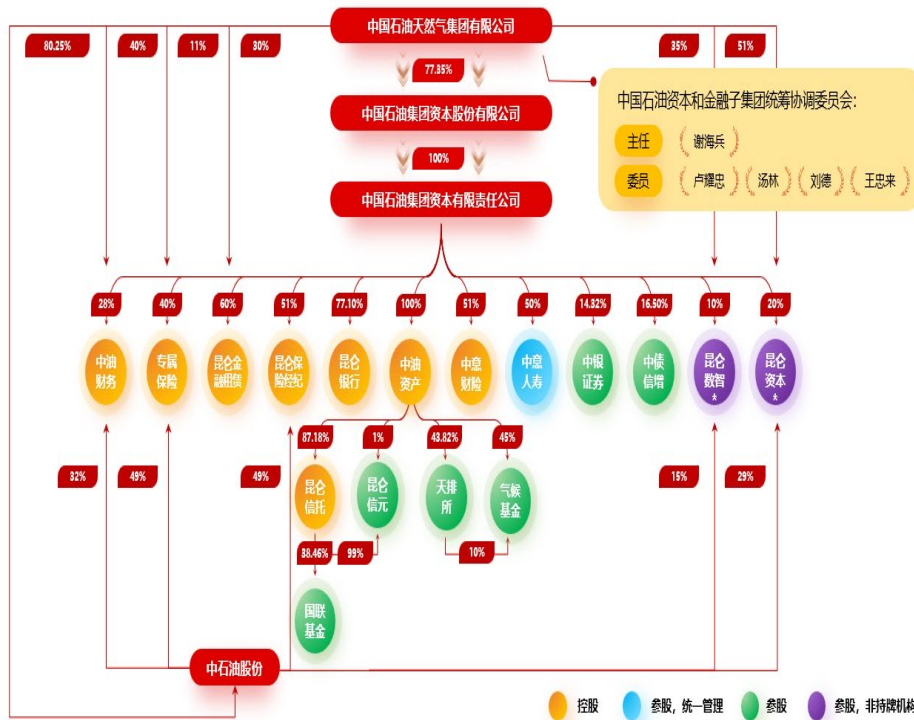 中国石油天然气集团有限公司
80.25%
40%
11%
30%
35%
51%
77.35%
中国石油资本和金融子集团统筹协调委员会：
主任
谢海兵
委员
卢耀忠
汤林
刘德
王忠来
中国石油集团资本股份有限公司
100%
中国石油集团资本有限责任公司
28%
40%
60%
51%
77.10%
100%
51%
50%
14.32%
16.50%
10%
20%
中油
财务
专属
保险
昆仑金
融租赁
昆仑保
险经纪
昆仑
银行
中油
资产
中意
财险
中意
人寿
中银
证券
中债
信增
昆仑
数智
*
昆仑
资本
*
87.18%
1%
43.82%
45%
32%
49%
49%
15%
29%
昆仑
信托
昆仑
信元
天排
所
气候
基金
38.46%
99%
10%
国联
基金
中石油股份
控股
参股，统一管理
参股
参股，非持牌机构